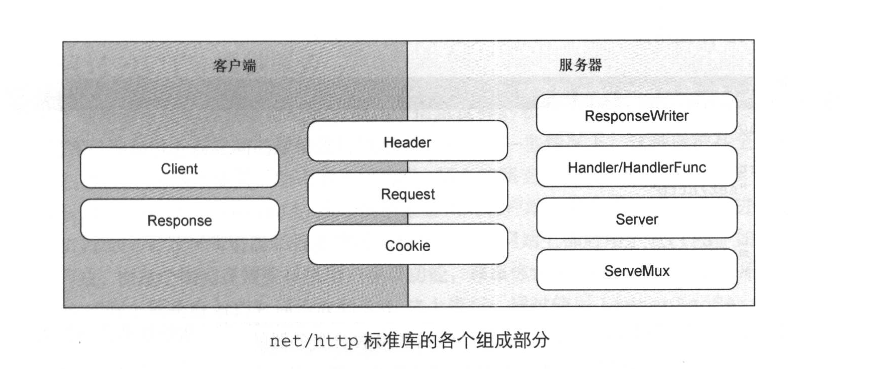 客户端
服务器
Client
Response
Header
Request
Cookie
ResponseWriter
Handler/HandlerFunc
Server
ServeMux
net/http 标准库的各个组成部分